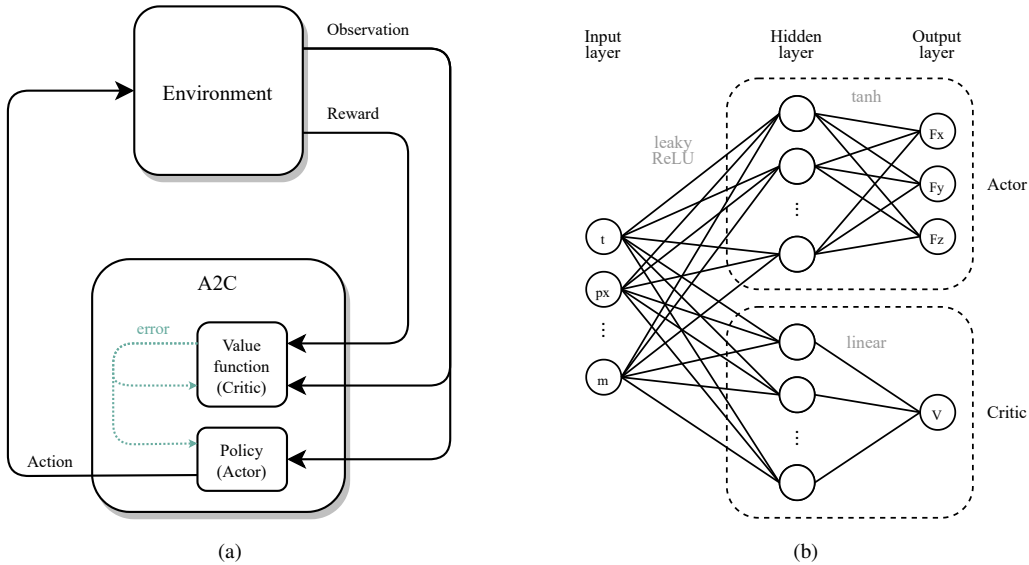 Observation
Environment
Reward
A2C
error
Value
function
(Critic)
Policy
(Actor)
Action
(a)
Input
layer
Hidden
layer
Output
layer
tanh
leaky
ReLU
Fx
Fy
Fz
Actor
t
px
⋮
m
⋮
linear
V
Critic
⋮
(b)